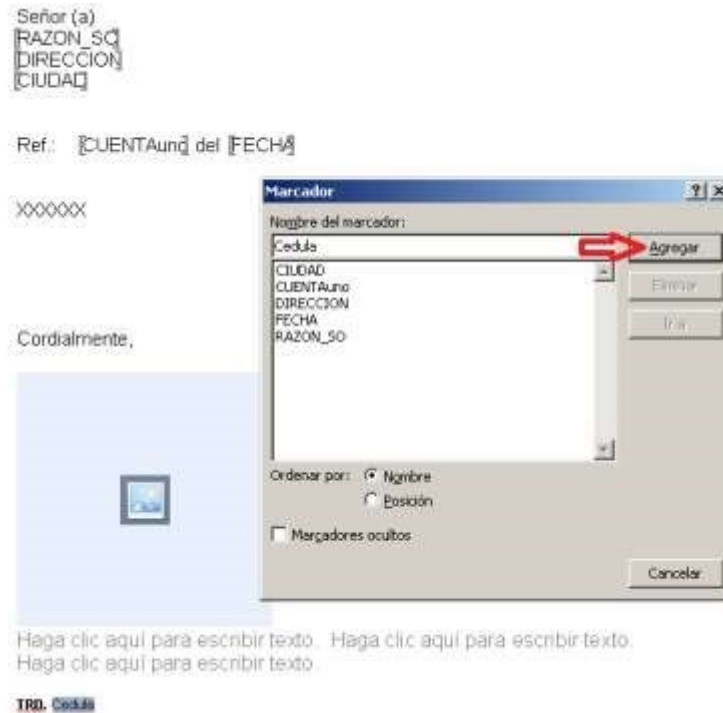 Señor (a)
RAZON_SO
DIRECCION
CIUDAD
Ref.: CUENTAuno del FECHA
XXXXXX
Cordialmente,
Marcador
Nombre del marcador:
Cedula
Agregar
CIUDAD
CUENTAuno
DIRECCION
FECHA
RAZON_SO
Eliminar
Ir a
Ordenar por: Nombre
Posición
Marcadores ocultos
Cancelar
Haga clic aquí para escribir texto. Haga clic aquí para escribir texto.
Haga clic aquí para escribir texto.
TRD. Cedula